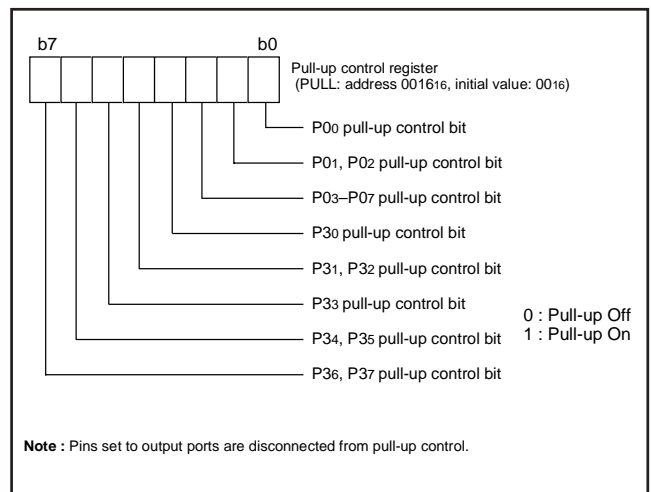 b7 b0
Pull-up control register
(PULL: address 001616, initial value: 0016)
P00 pull-up control bit
P01, P02 pull-up control bit
P03–P07 pull-up control bit
P30 pull-up control bit
P31, P32 pull-up control bit
P33 pull-up control bit
P34, P35 pull-up control bit
P36, P37 pull-up control bit
0 : Pull-up Off
1 : Pull-up On
Note : Pins set to output ports are disconnected from pull-up control.